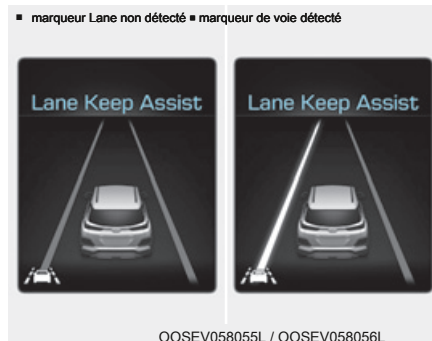 ▪ marqueur Lane non détecté ▪ marqueur de voie détecté
Lane Keep Assist
Lane Keep Assist
OOSEV058055L / OOSEV058056L